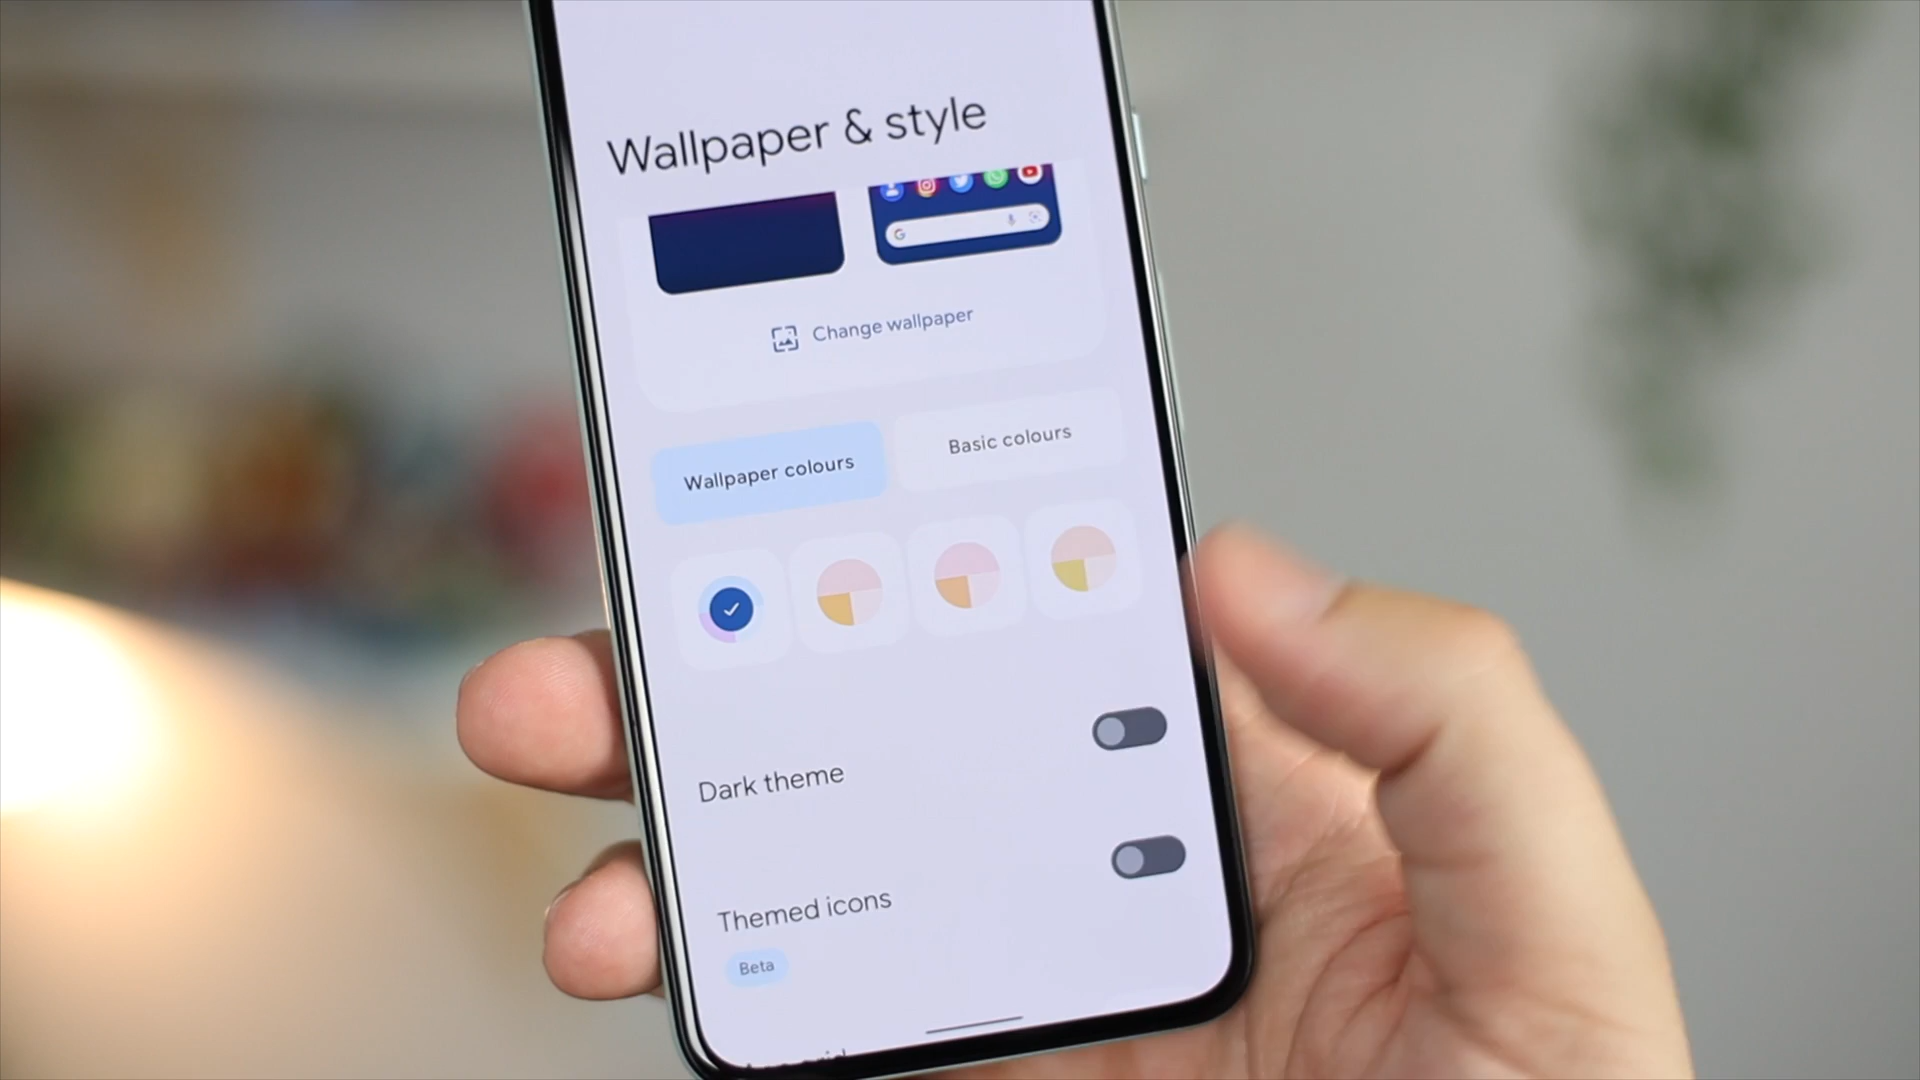 Wallpaper & style
G
Change wallpaper
Wallpaper colours
Basic colours
Dark theme
Themed icons
Beta